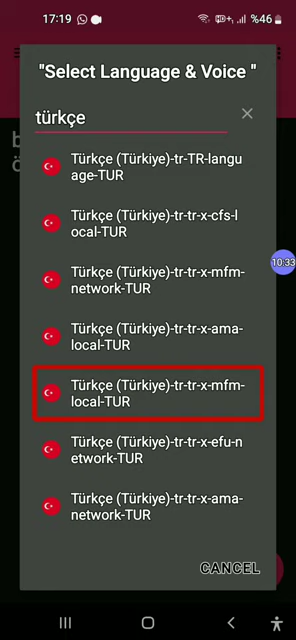 17:19
%46
"Select Language & Voice "
türkçe
Türkçe (Türkiye)-tr-TR-langu
age-TUR
Türkçe (Türkiye)-tr-tr-x-cfs-l
ocal-TUR
Türkçe (Türkiye)-tr-tr-x-mfm-
network-TUR
Türkçe (Türkiye)-tr-tr-x-ama-
local-TUR
Türkçe (Türkiye)-tr-tr-x-mfm-
local-TUR
Türkçe (Türkiye)-tr-tr-x-efu-n
etwork-TUR
Türkçe (Türkiye)-tr-tr-x-ama-
network-TUR
10:33
CANCEL